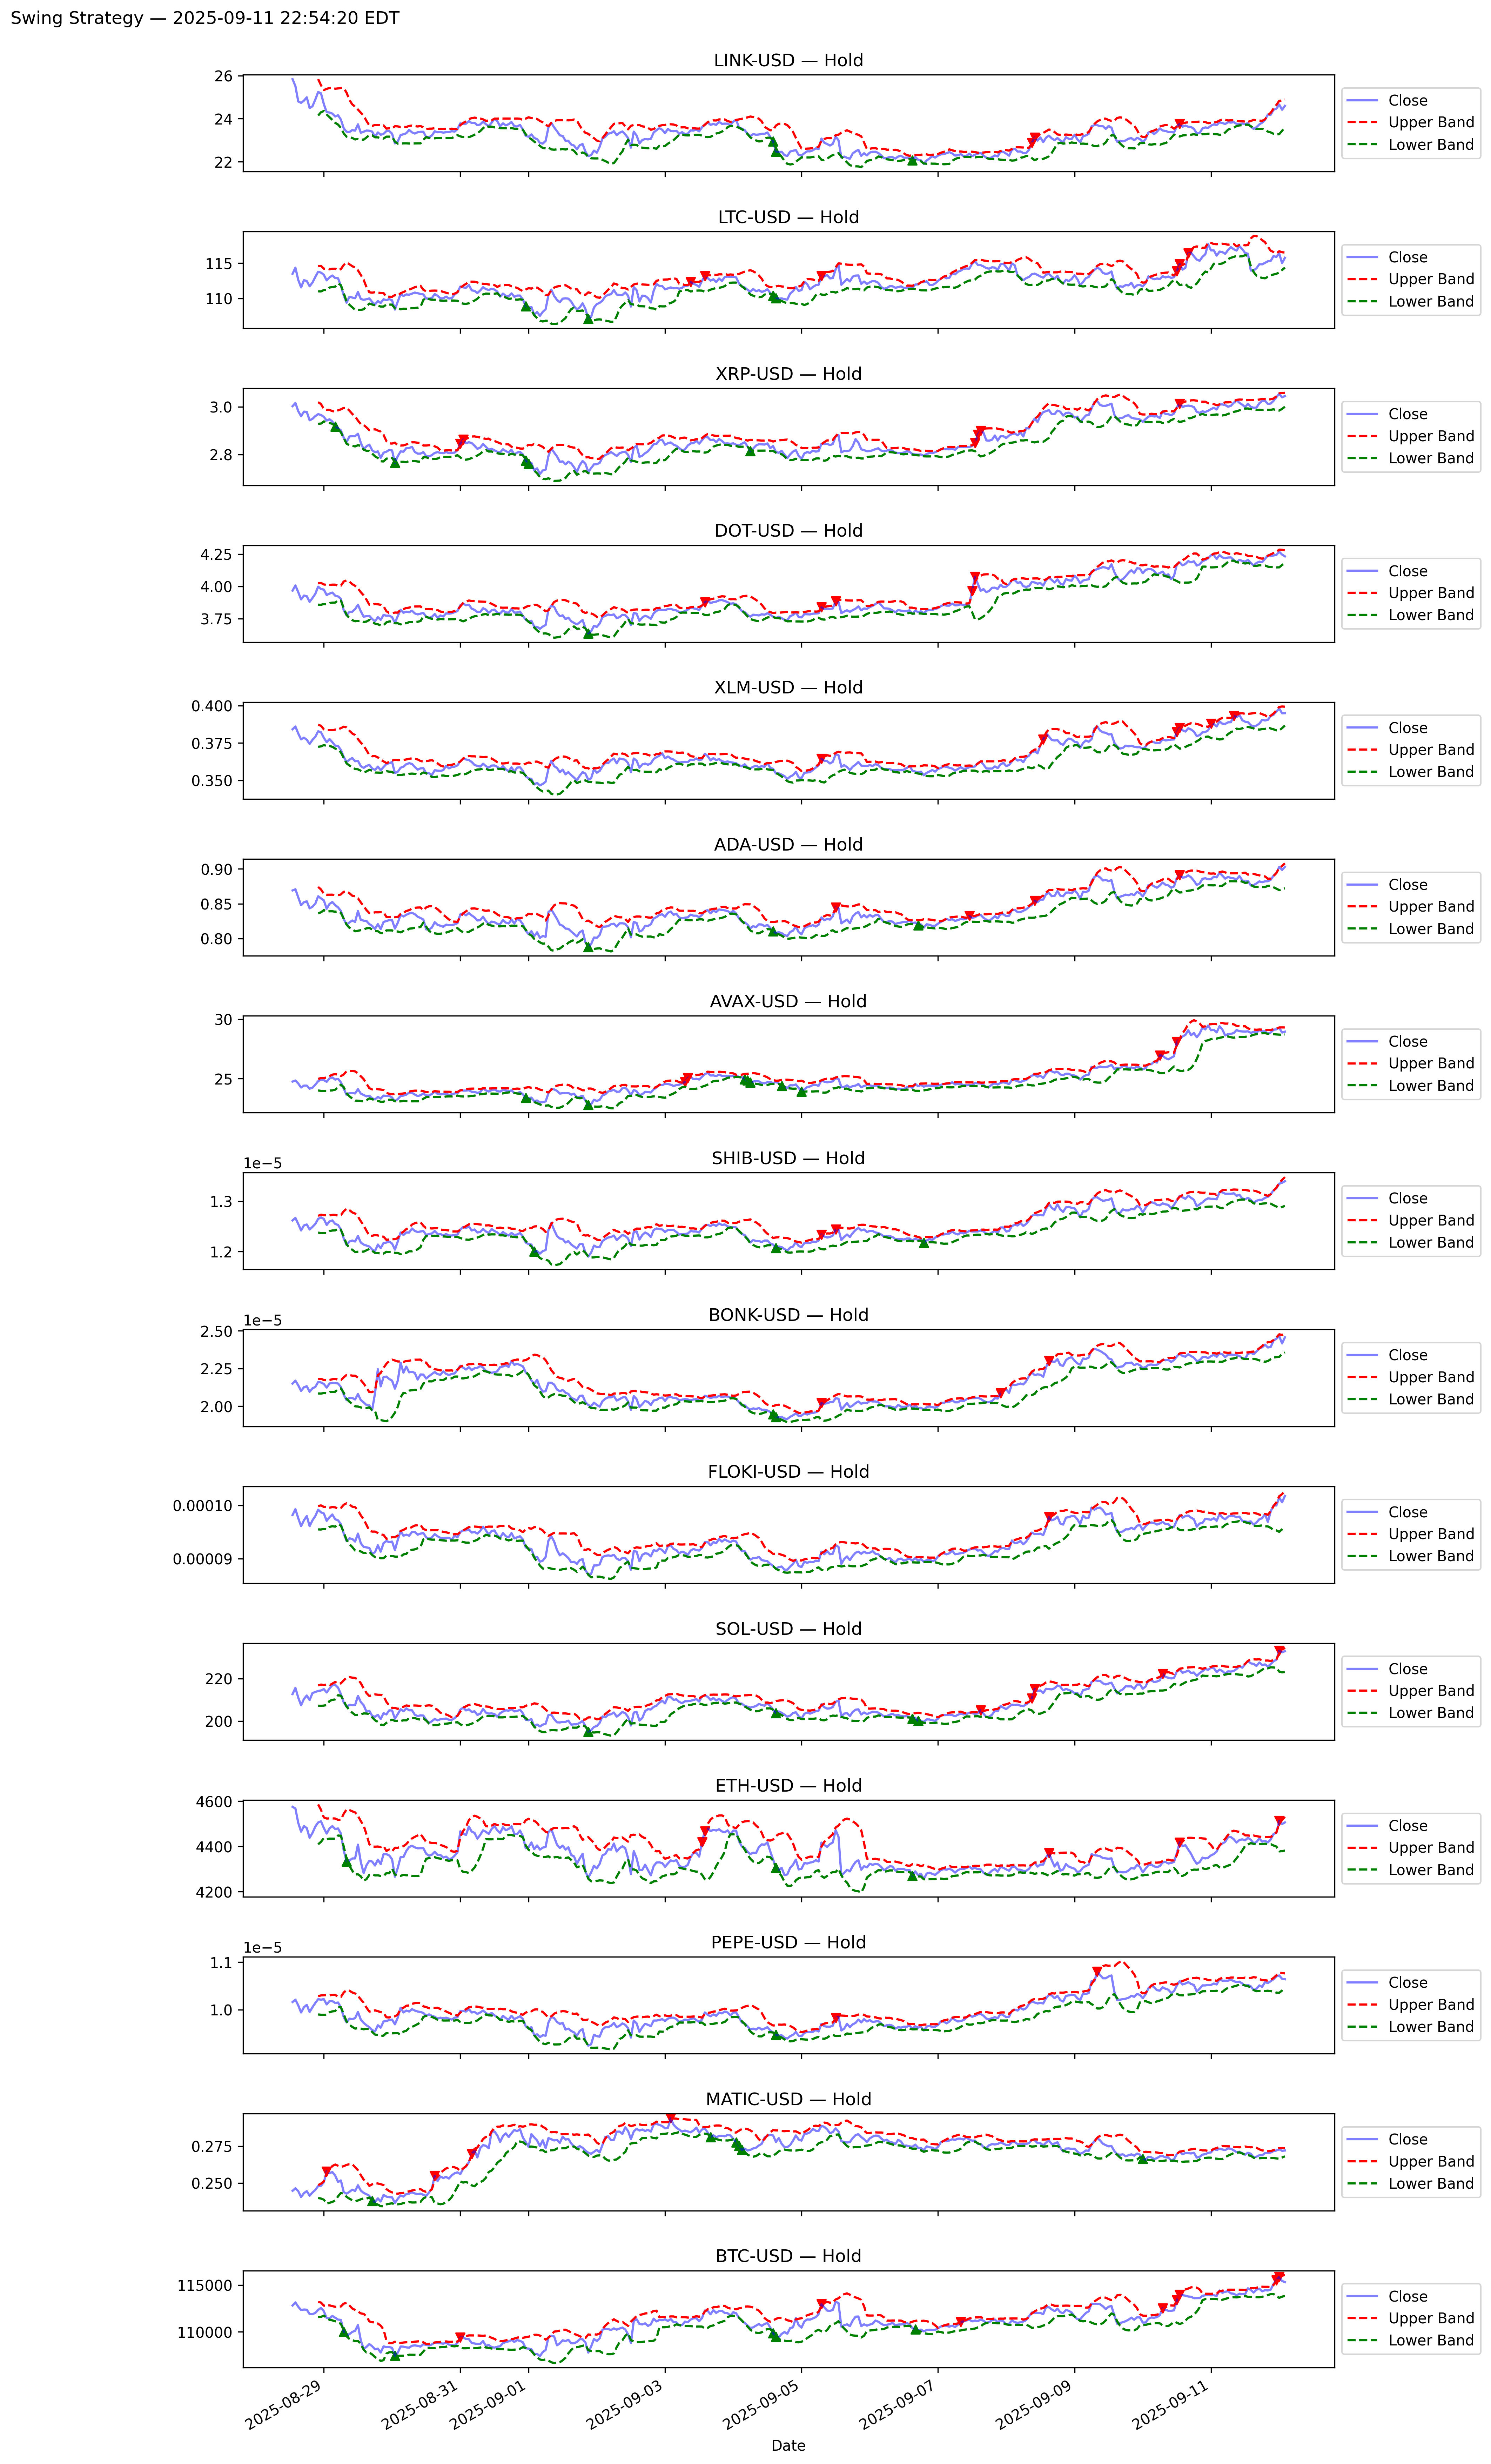 Swing Strategy — 2025-09-11 22:54:20 EDT
LINK-USD — Hold
26
24
22
Close
Upper Band
Lower Band
LTC-USD — Hold
115
110
Close
Upper Band
Lower Band
XRP-USD — Hold
3.0
2.8
Close
Upper Band
Lower Band
DOT-USD — Hold
4.25
4.00
3.75
Close
Upper Band
Lower Band
XLM-USD — Hold
0.400
0.375
0.350
Close
Upper Band
Lower Band
ADA-USD — Hold
0.90
0.85
0.80
Close
Upper Band
Lower Band
AVAX-USD — Hold
30
25
Close
Upper Band
Lower Band
SHIB-USD — Hold
1e−5
1.3
1.2
Close
Upper Band
Lower Band
BONK-USD — Hold
1e−5
2.50
2.25
2.00
Close
Upper Band
Lower Band
FLOKI-USD — Hold
0.00010
0.00009
Close
Upper Band
Lower Band
SOL-USD — Hold
220
200
Close
Upper Band
Lower Band
ETH-USD — Hold
4600
4400
4200
Close
Upper Band
Lower Band
PEPE-USD — Hold
1e−5
1.1
1.0
Close
Upper Band
Lower Band
MATIC-USD — Hold
0.275
0.250
Close
Upper Band
Lower Band
BTC-USD — Hold
115000
110000
Close
Upper Band
Lower Band
2025-08-29
2025-08-31
2025-09-01
2025-09-03
2025-09-05
2025-09-07
2025-09-09
2025-09-11
Date